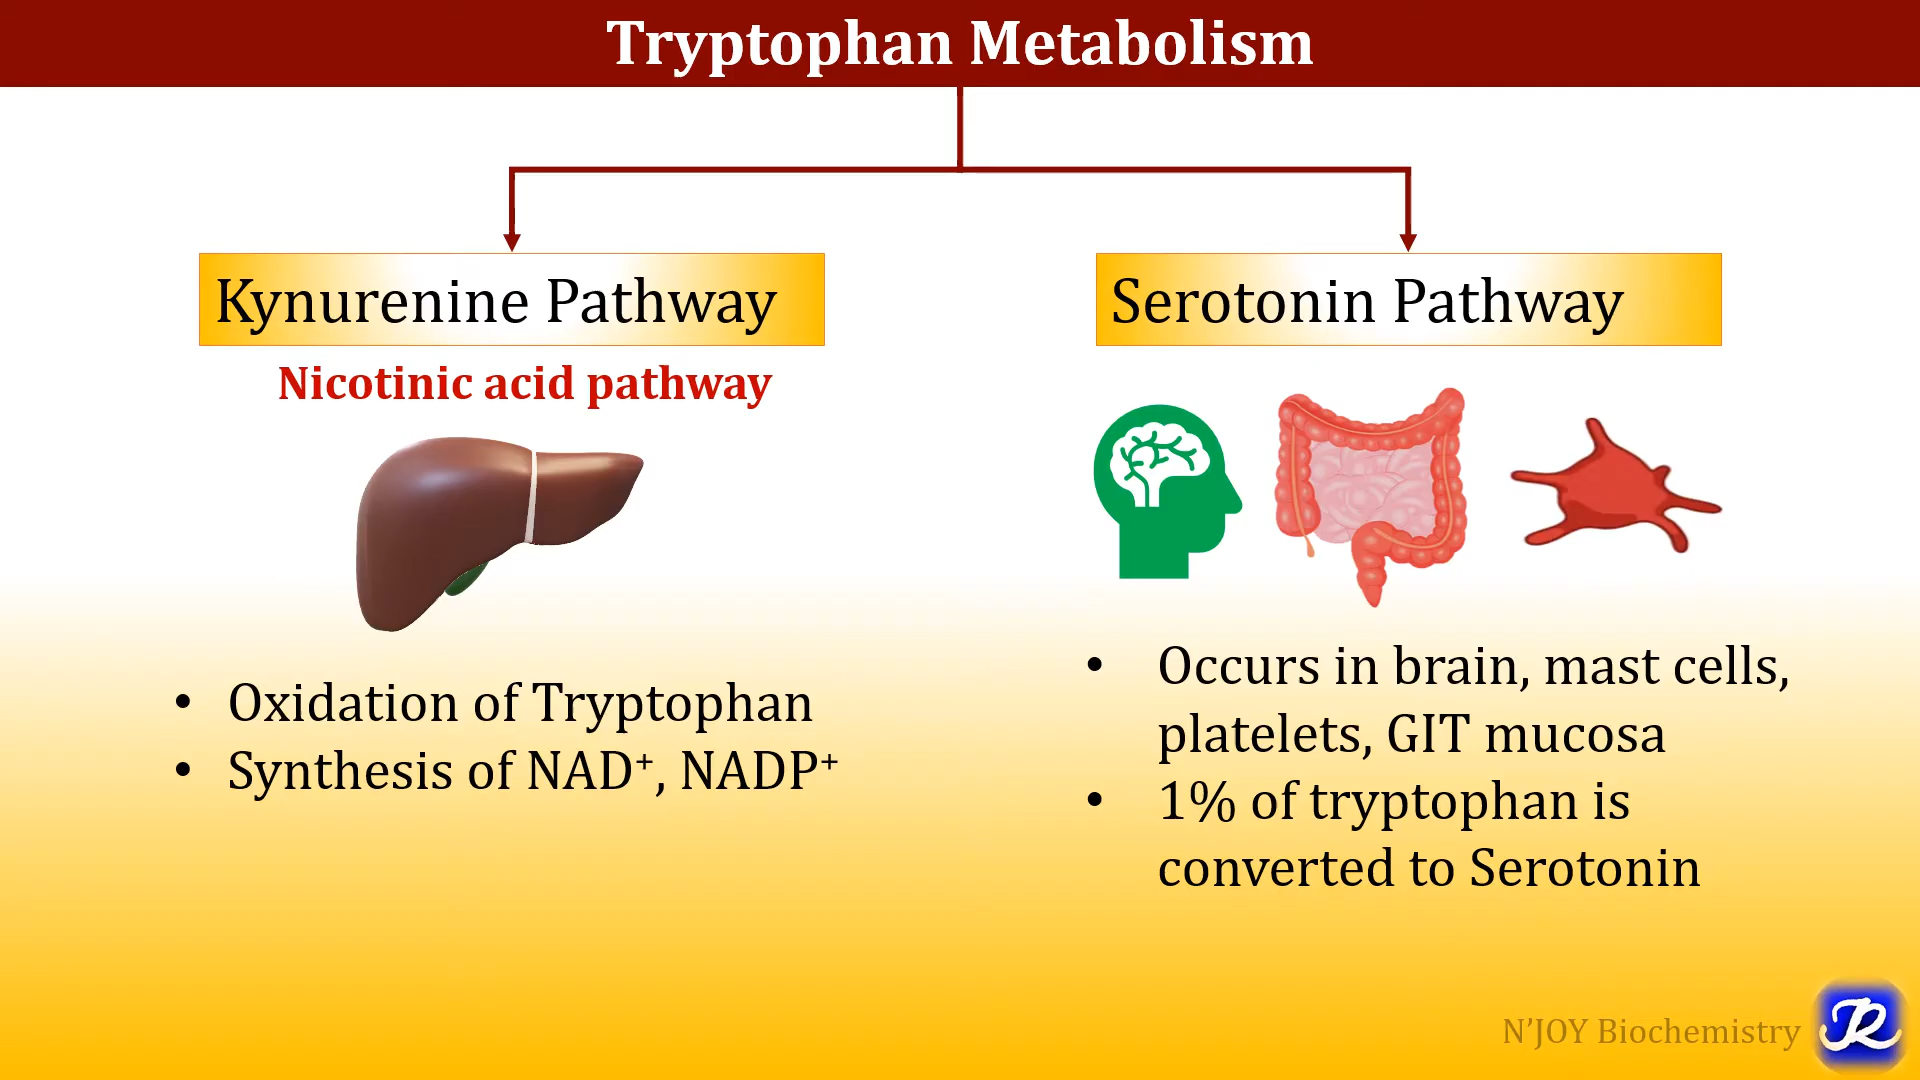 Tryptophan Metabolism
Kynurenine Pathway
Nicotinic acid pathway
• Oxidation of Tryptophan
• Synthesis of NAD⁺, NADP⁺
Serotonin Pathway
• Occurs in brain, mast cells,
platelets, GIT mucosa
• 1% of tryptophan is
converted to Serotonin
N’JOY Biochemistry
JR